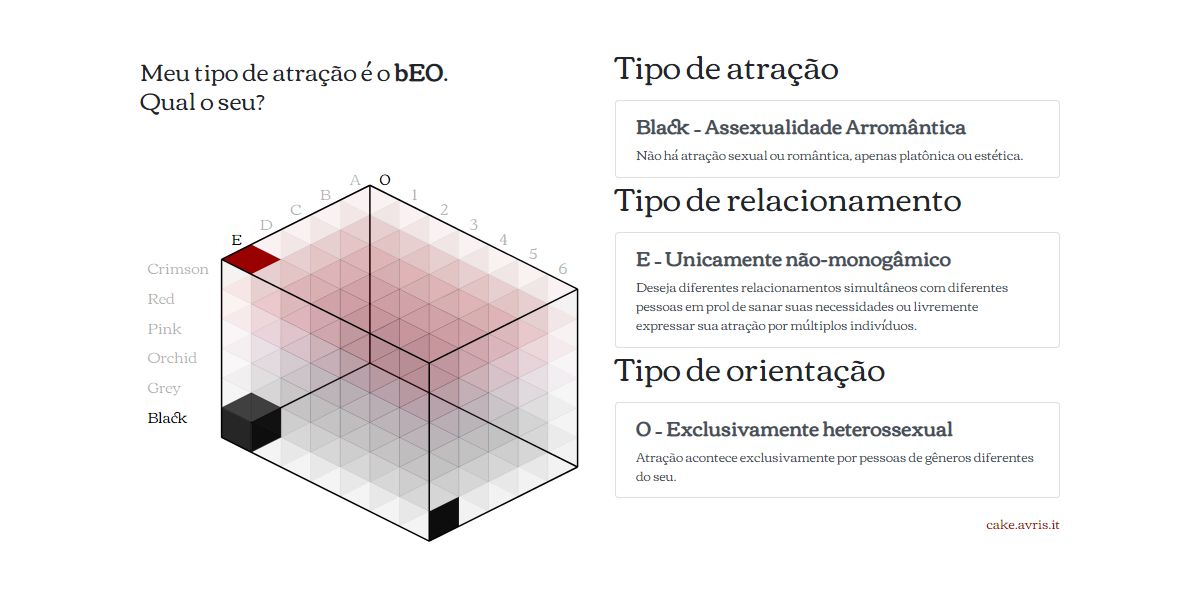 Meu tipo de atração é o bEO.
Qual o seu?
A O
B 1
C 2
D 3
E 4
5
6
Crimson
Red
Pink
Orchid
Grey
Black
Tipo de atração
Black - Assexualidade Arromântica
Não há atração sexual ou romântica, apenas platônica ou estética.
Tipo de relacionamento
E - Unicamente não-monogâmico
Deseja diferentes relacionamentos simultâneos com diferentes
pessoas em prol de sanar suas necessidades ou livremente
expressar sua atração por múltiplos indivíduos.
Tipo de orientação
O - Exclusivamente heterossexual
Atração acontece exclusivamente por pessoas de gêneros diferentes
do seu.
cake.avris.it